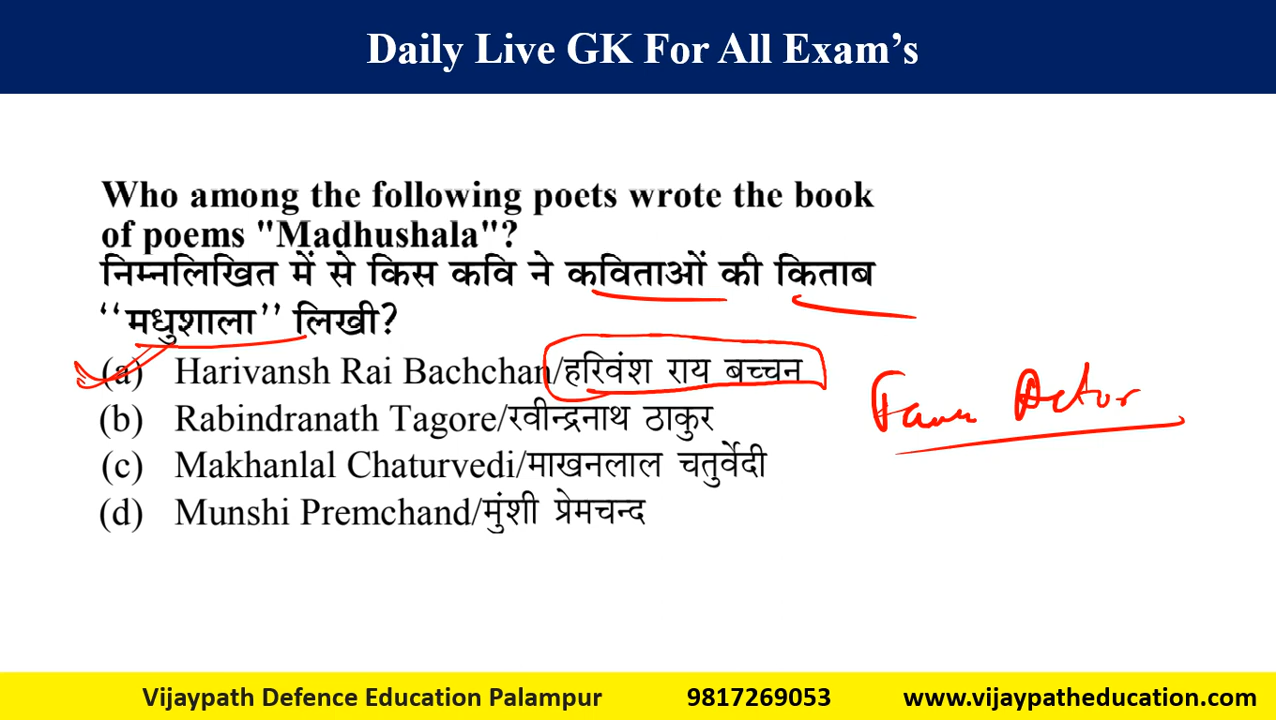 Daily Live GK For All Exam's
Who among the following poets wrote the book
of poems "Madhushala"?
निम्नलिखित में से किस कवि ने कविताओं की किताब
‘‘मधुशाला’’ लिखी?
(a) Harivansh Rai Bachchan/हरिवंश राय बच्चन
(b) Rabindranath Tagore/रवीन्द्रनाथ ठाकुर
(c) Makhanlal Chaturvedi/माखनलाल चतुर्वेदी
(d) Munshi Premchand/मुंशी प्रेमचन्द
Actor
Vijaypath Defence Education Palampur 9817269053 www.vijaypatheducation.com